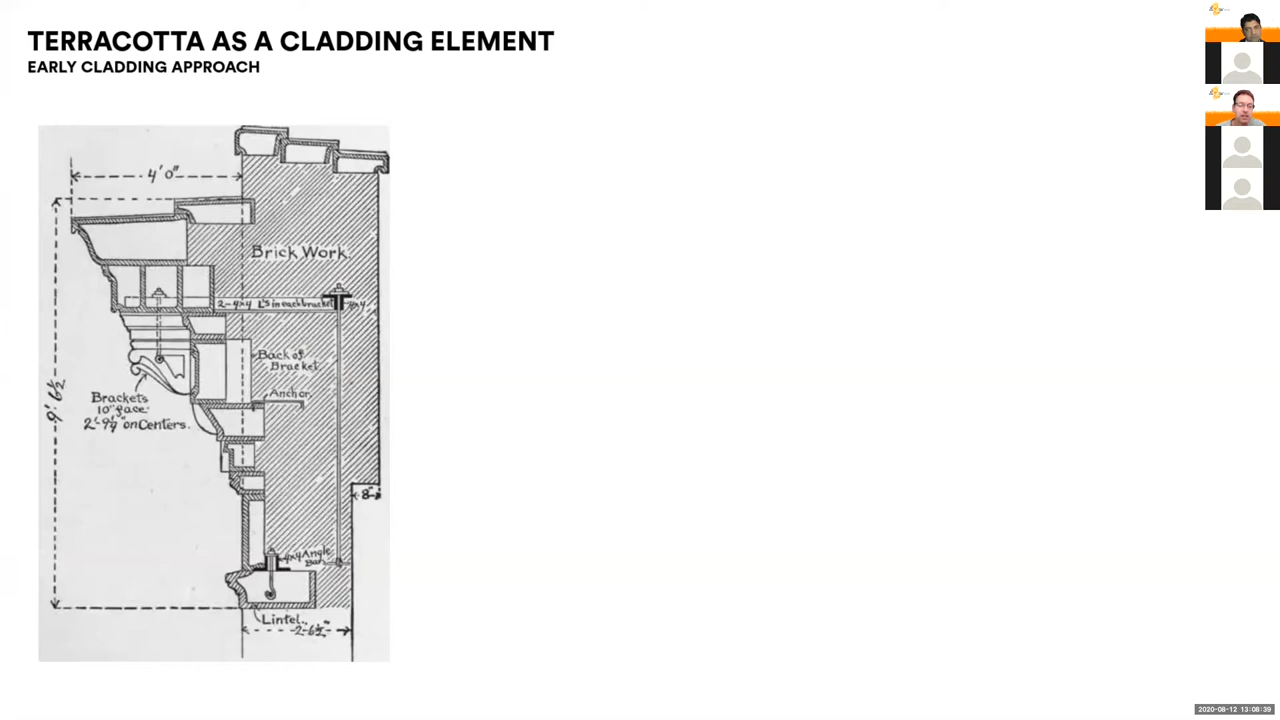 TERRACOTTA AS A CLADDING ELEMENT
EARLY CLADDING APPROACH
4'0"
Brick Work.
2-4x4 L's in each bracket
4x4
Back of
Bracket
Anchor
Brackets
10" face.
2'-9½" on Centers.
9'6½"
8"
4x4 Angle
Bar
Lintel.
2'-6½"
2020-08-12 13:08:39